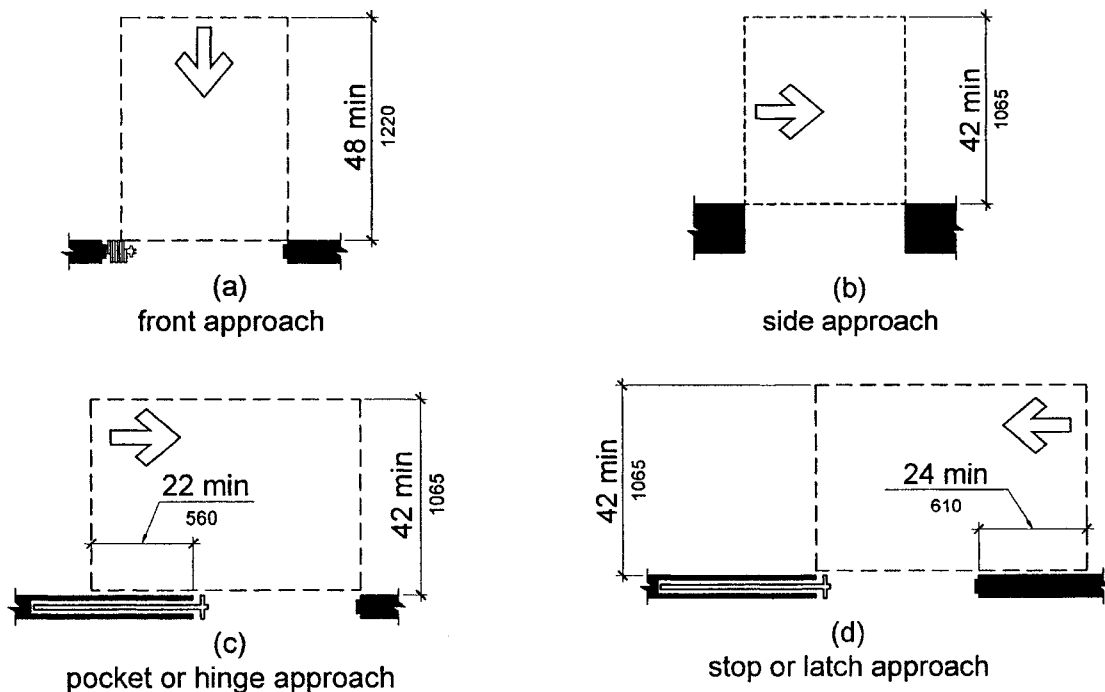 48 min
1220
(a)
front approach
42 min
1065
(b)
side approach
22 min
560
42 min
1065
(c)
pocket or hinge approach
42 min
1065
24 min
610
(d)
stop or latch approach